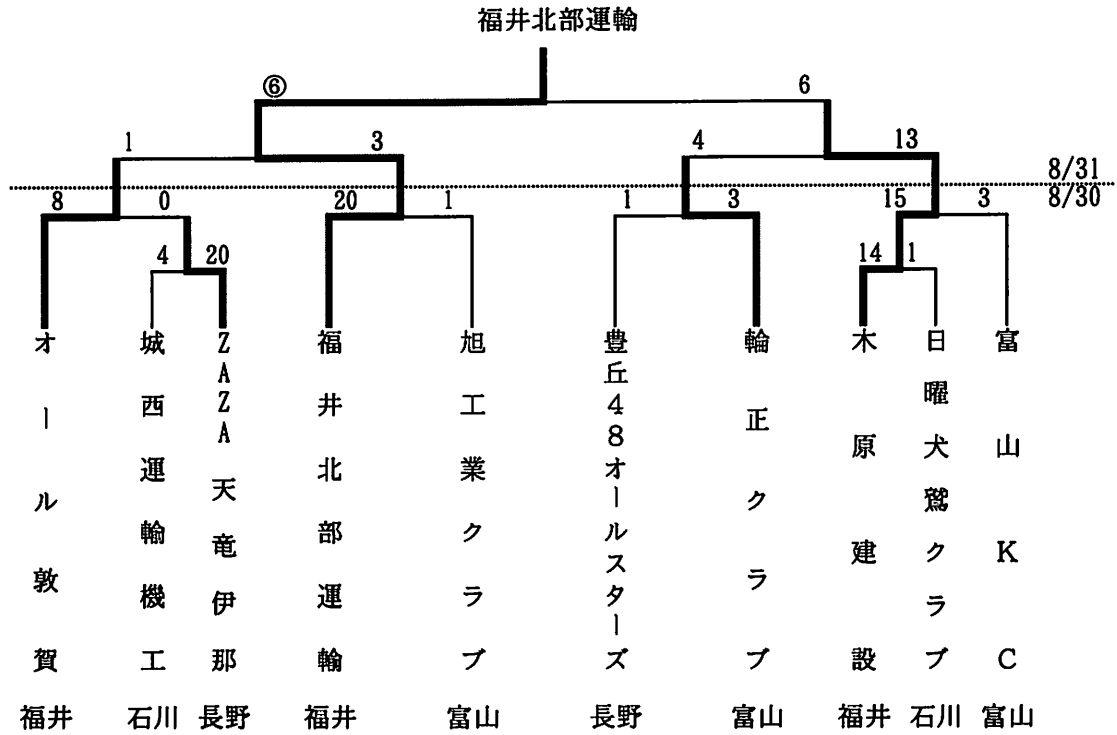 福井北部運輸
⑥ 6
1 3 4 13
8/31
8/30
8 0 20 1 1 3 15 3
4 20 14 1
オール敦賀
城西運輸機工
ZAZA天竜伊那
福井北部運輸
旭工業クラブ
豊丘48オールスターズ
輪正クラブ
木原建設
日曜犬鷲クラブ
富山KC
福井 石川 長野 福井 富山 長野 富山 福井 石川 富山